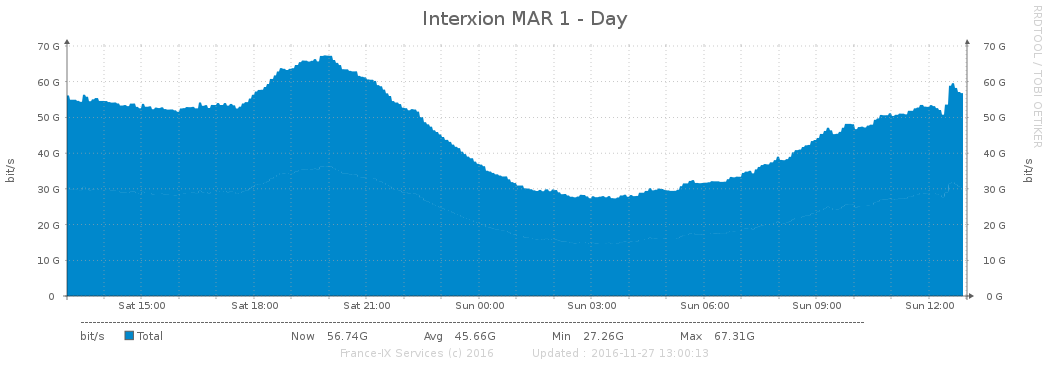 Interxion MAR 1 - Day
RRDTOOL / TOBI OETIKER
70 G 70 G
60 G 60 G
50 G 50 G
40 G 40 G
bit/s bit/s
30 G 30 G
20 G 20 G
10 G 10 G
0 0 G
Sat 15:00 Sat 18:00 Sat 21:00 Sun 00:00 Sun 03:00 Sun 06:00 Sun 09:00 Sun 12:00
bit/s Total Now 56.74G Avg 45.66G Min 27.26G Max 67.31G
France-IX Services (c) 2016 Updated : 2016-11-27 13:00:13